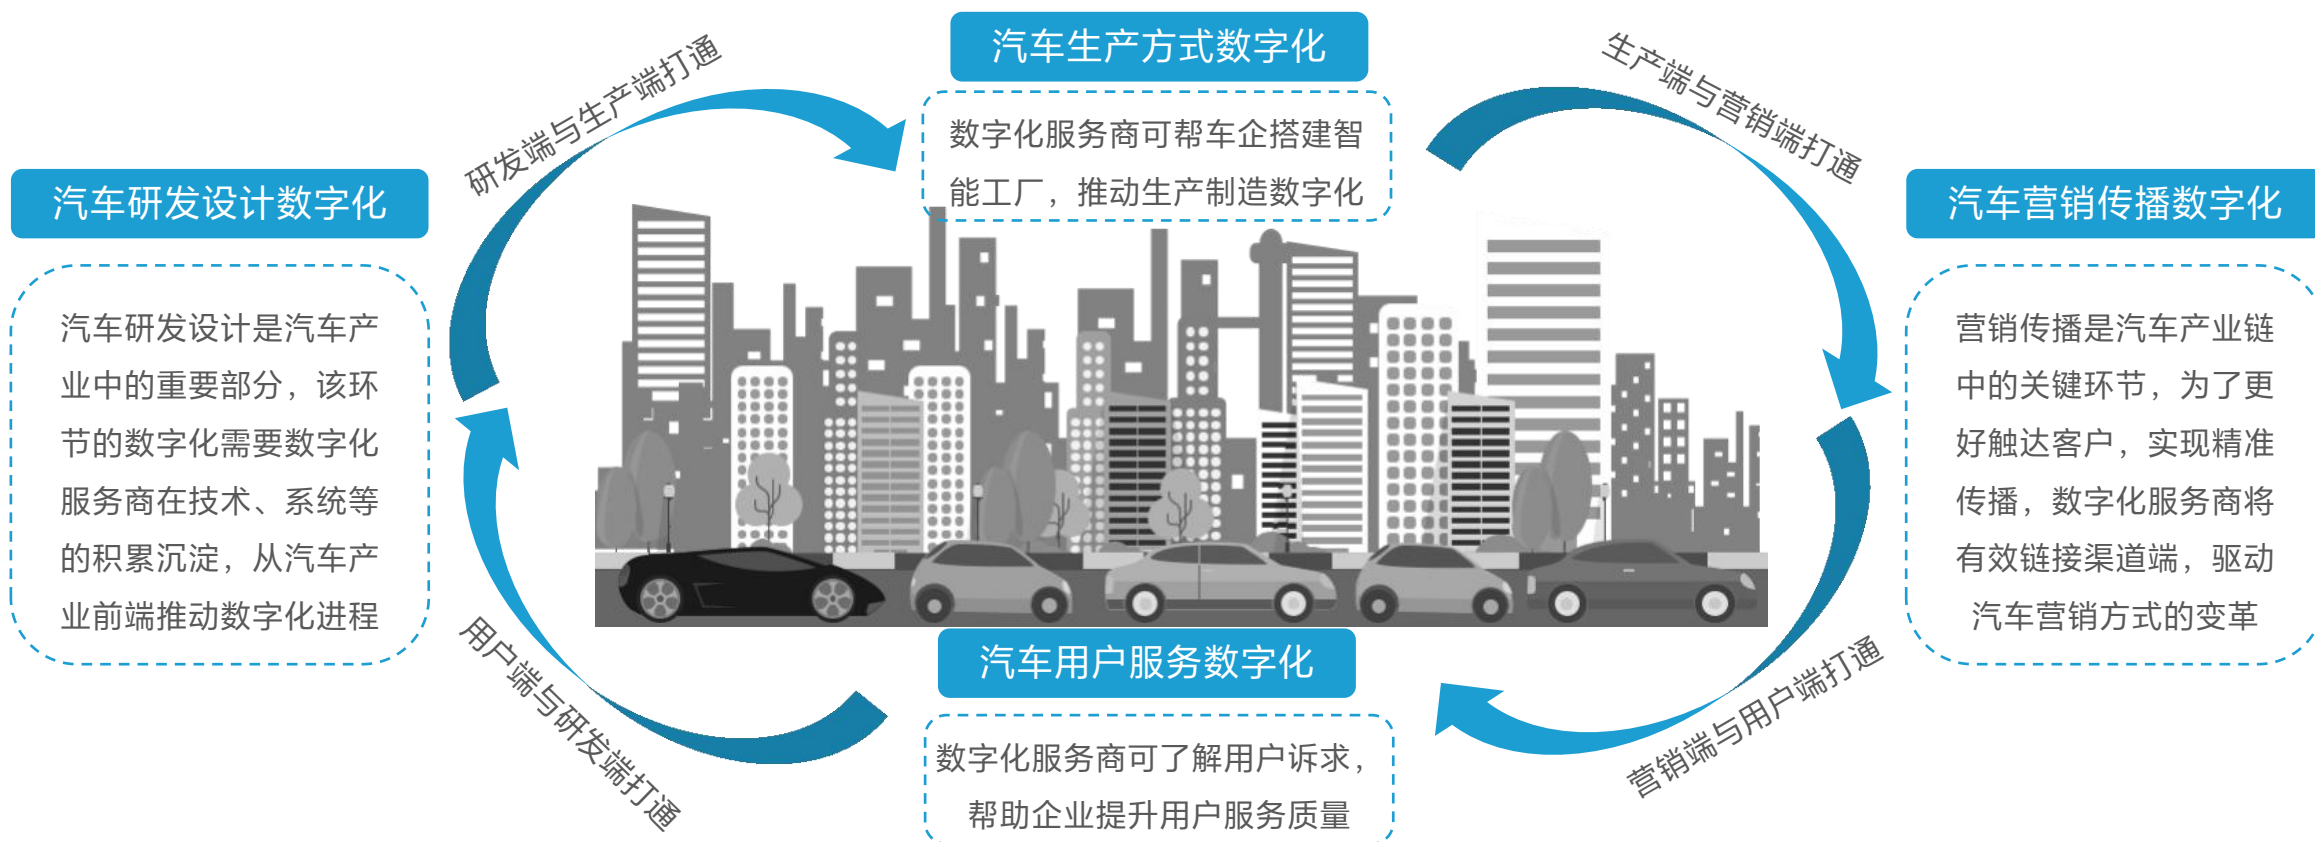 汽车生产方式数字化
数字化服务商可帮车企搭建智
能工厂，推动生产制造数字化
研发端与生产端打通
生产端与营销端打通
汽车研发设计数字化
汽车研发设计是汽车产
业中的重要部分，该环
节的数字化需要数字化
服务商在技术、系统等
的积累沉淀，从汽车产
业前端推动数字化进程
汽车营销传播数字化
营销传播是汽车产业链
中的关键环节，为了更
好触达客户，实现精准
传播，数字化服务商将
有效链接渠道端，驱动
汽车营销方式的变革
用户端与研发端打通
营销端与用户端打通
汽车用户服务数字化
数字化服务商可了解用户诉求，
帮助企业提升用户服务质量